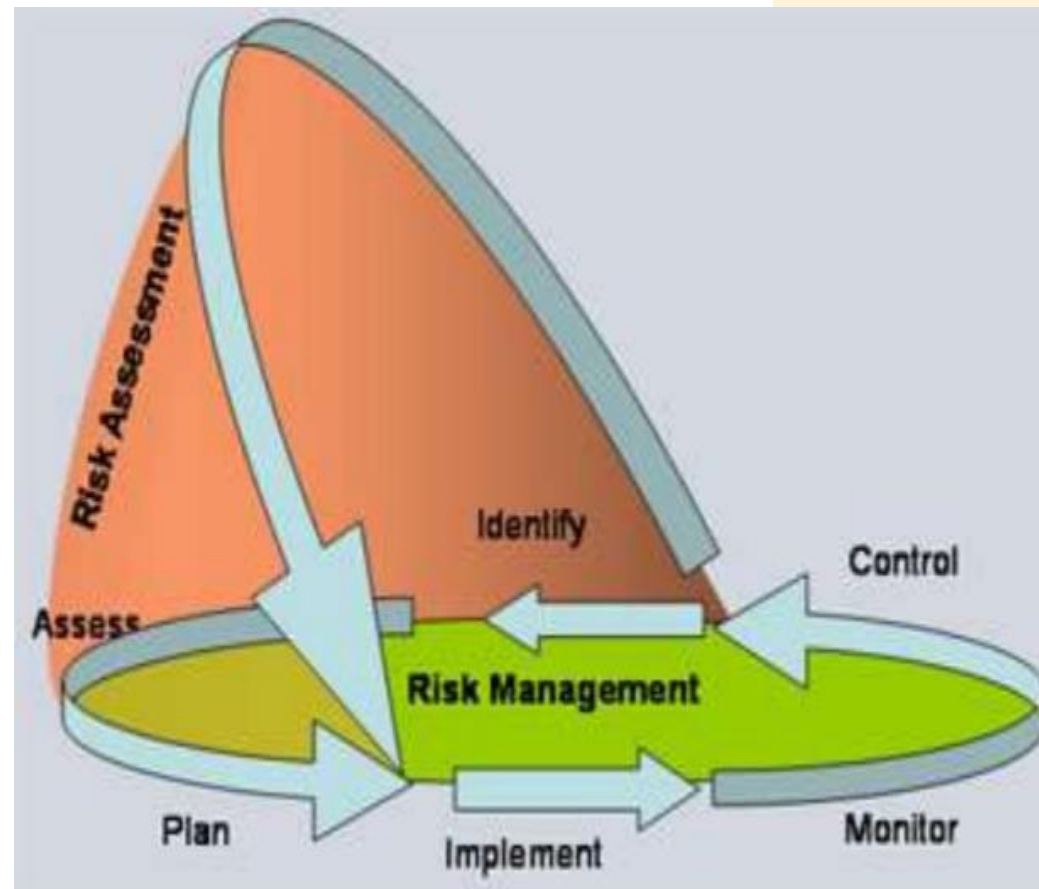 Risk Assessment
Identify
Control
Assess
Risk Management
Plan
Implement
Monitor